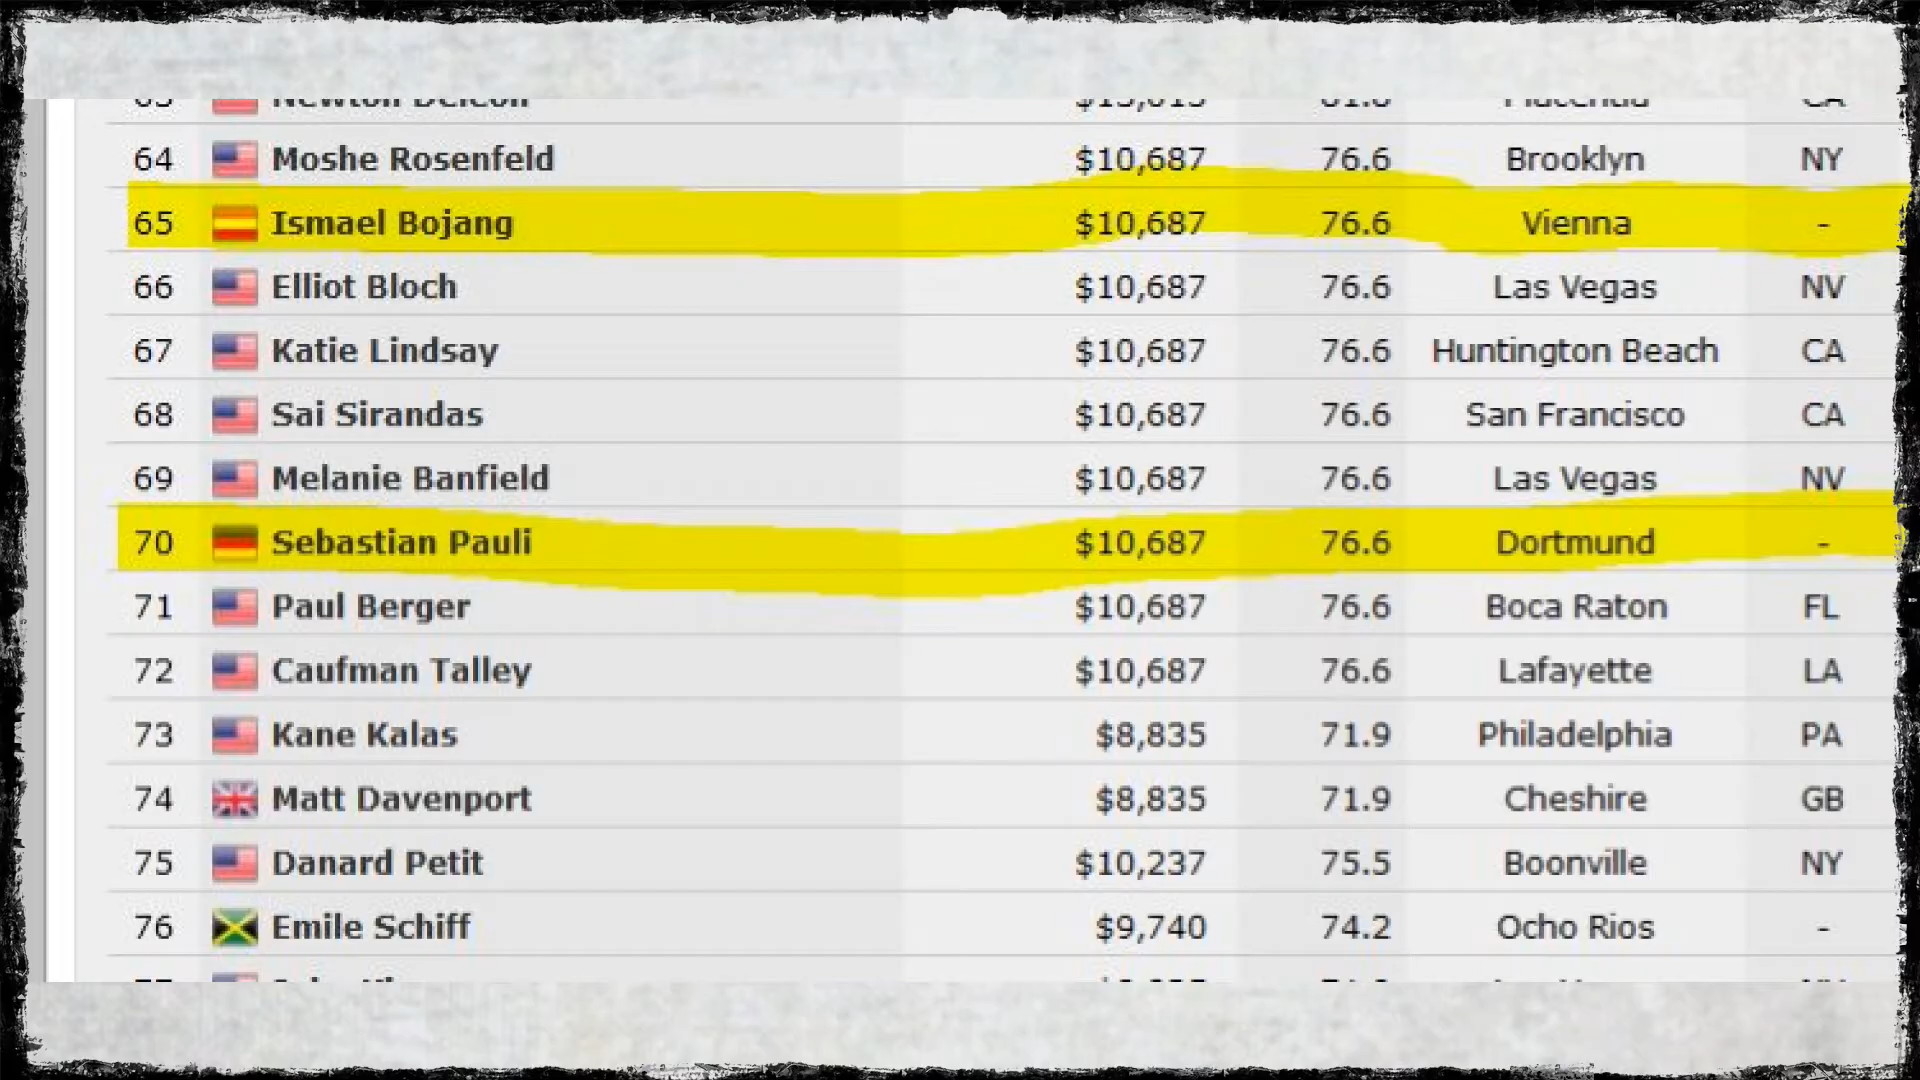 64 Moshe Rosenfeld $10,687 76.6 Brooklyn NY
65 Ismael Bojang $10,687 76.6 Vienna -
66 Elliot Bloch $10,687 76.6 Las Vegas NV
67 Katie Lindsay $10,687 76.6 Huntington Beach CA
68 Sai Sirandas $10,687 76.6 San Francisco CA
69 Melanie Banfield $10,687 76.6 Las Vegas NV
70 Sebastian Pauli $10,687 76.6 Dortmund -
71 Paul Berger $10,687 76.6 Boca Raton FL
72 Caufman Talley $10,687 76.6 Lafayette LA
73 Kane Kalas $8,835 71.9 Philadelphia PA
74 Matt Davenport $8,835 71.9 Cheshire GB
75 Danard Petit $10,237 75.5 Boonville NY
76 Emile Schiff $9,740 74.2 Ocho Rios -